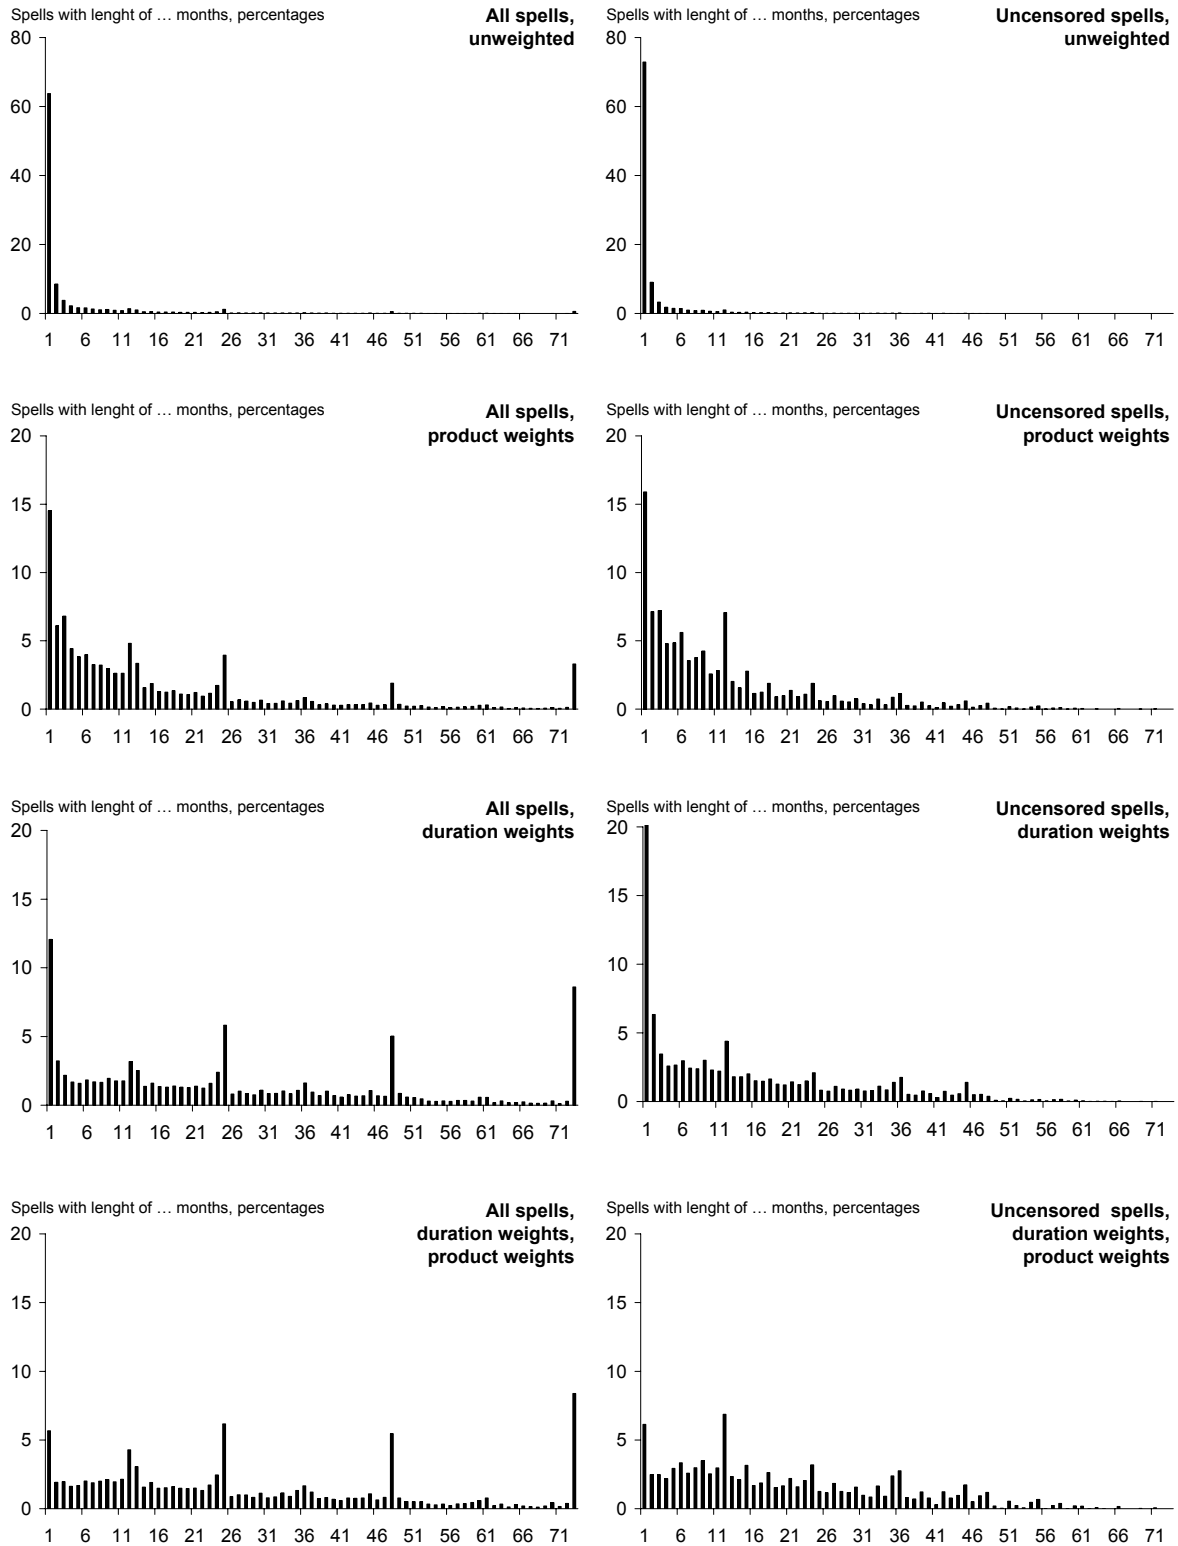 Spells with lenght of … months, percentages
All spells,
unweighted
80
60
40
20
0
1 6 11 16 21 26 31 36 41 46 51 56 61 66 71
Spells with lenght of … months, percentages
Uncensored spells,
unweighted
80
60
40
20
0
1 6 11 16 21 26 31 36 41 46 51 56 61 66 71
Spells with lenght of … months, percentages
All spells,
product weights
20
15
10
5
0
1 6 11 16 21 26 31 36 41 46 51 56 61 66 71
Spells with lenght of … months, percentages
Uncensored spells,
product weights
20
15
10
5
0
1 6 11 16 21 26 31 36 41 46 51 56 61 66 71
Spells with lenght of … months, percentages
All spells,
duration weights
20
15
10
5
0
1 6 11 16 21 26 31 36 41 46 51 56 61 66 71
Spells with lenght of … months, percentages
Uncensored spells,
duration weights
20
15
10
5
0
1 6 11 16 21 26 31 36 41 46 51 56 61 66 71
Spells with lenght of … months, percentages
All spells,
duration weights,
product weights
20
15
10
5
0
1 6 11 16 21 26 31 36 41 46 51 56 61 66 71
Spells with lenght of … months, percentages
Uncensored spells,
duration weights,
product weights
20
15
10
5
0
1 6 11 16 21 26 31 36 41 46 51 56 61 66 71